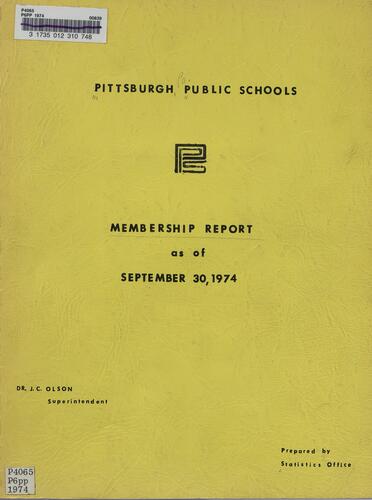 P4065
P6PP 1974
00839
3 1735 012 310 748
PITTSBURGH PUBLIC SCHOOLS
MEMBERSHIP REPORT
as of
SEPTEMBER 30, 1974
DR. J. C. OLSON
Superintendent
Prepared by
Statistics Office
P4065
P6pp
1974